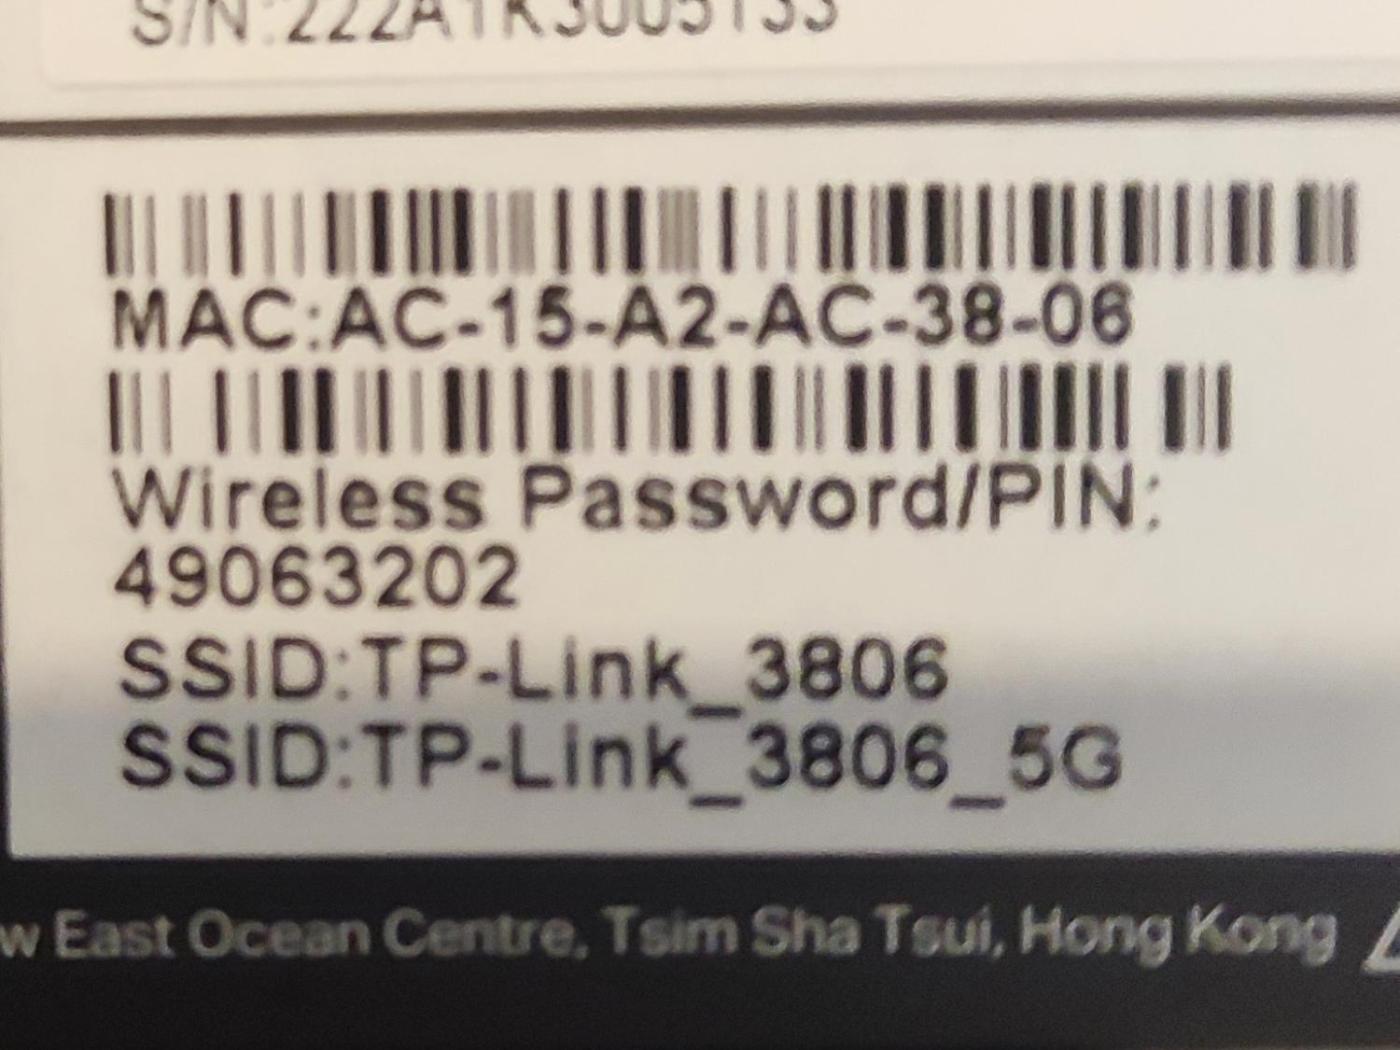 S/N:222A1K3005133
MAC:AC-15-A2-AC-38-06
Wireless Password/PIN:
49063202
SSID:TP-Link_3806
SSID:TP-Link_3806_5G
East Ocean Centre, Tsim Sha Tsui, Hong Kong